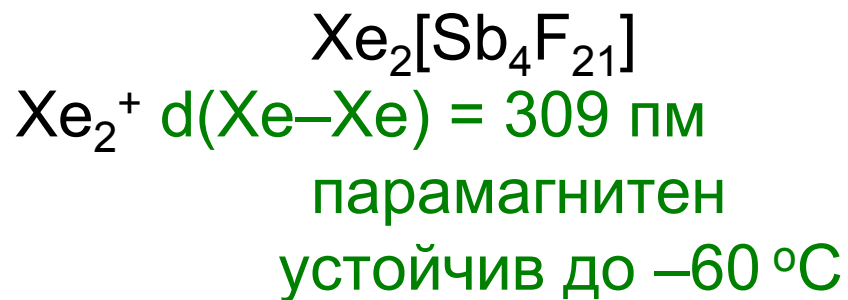 Xe₂[Sb₄F₂₁]
Xe₂⁺ d(Xe–Xe) = 309 пм
парамагнитен
устойчив до –60 ºC